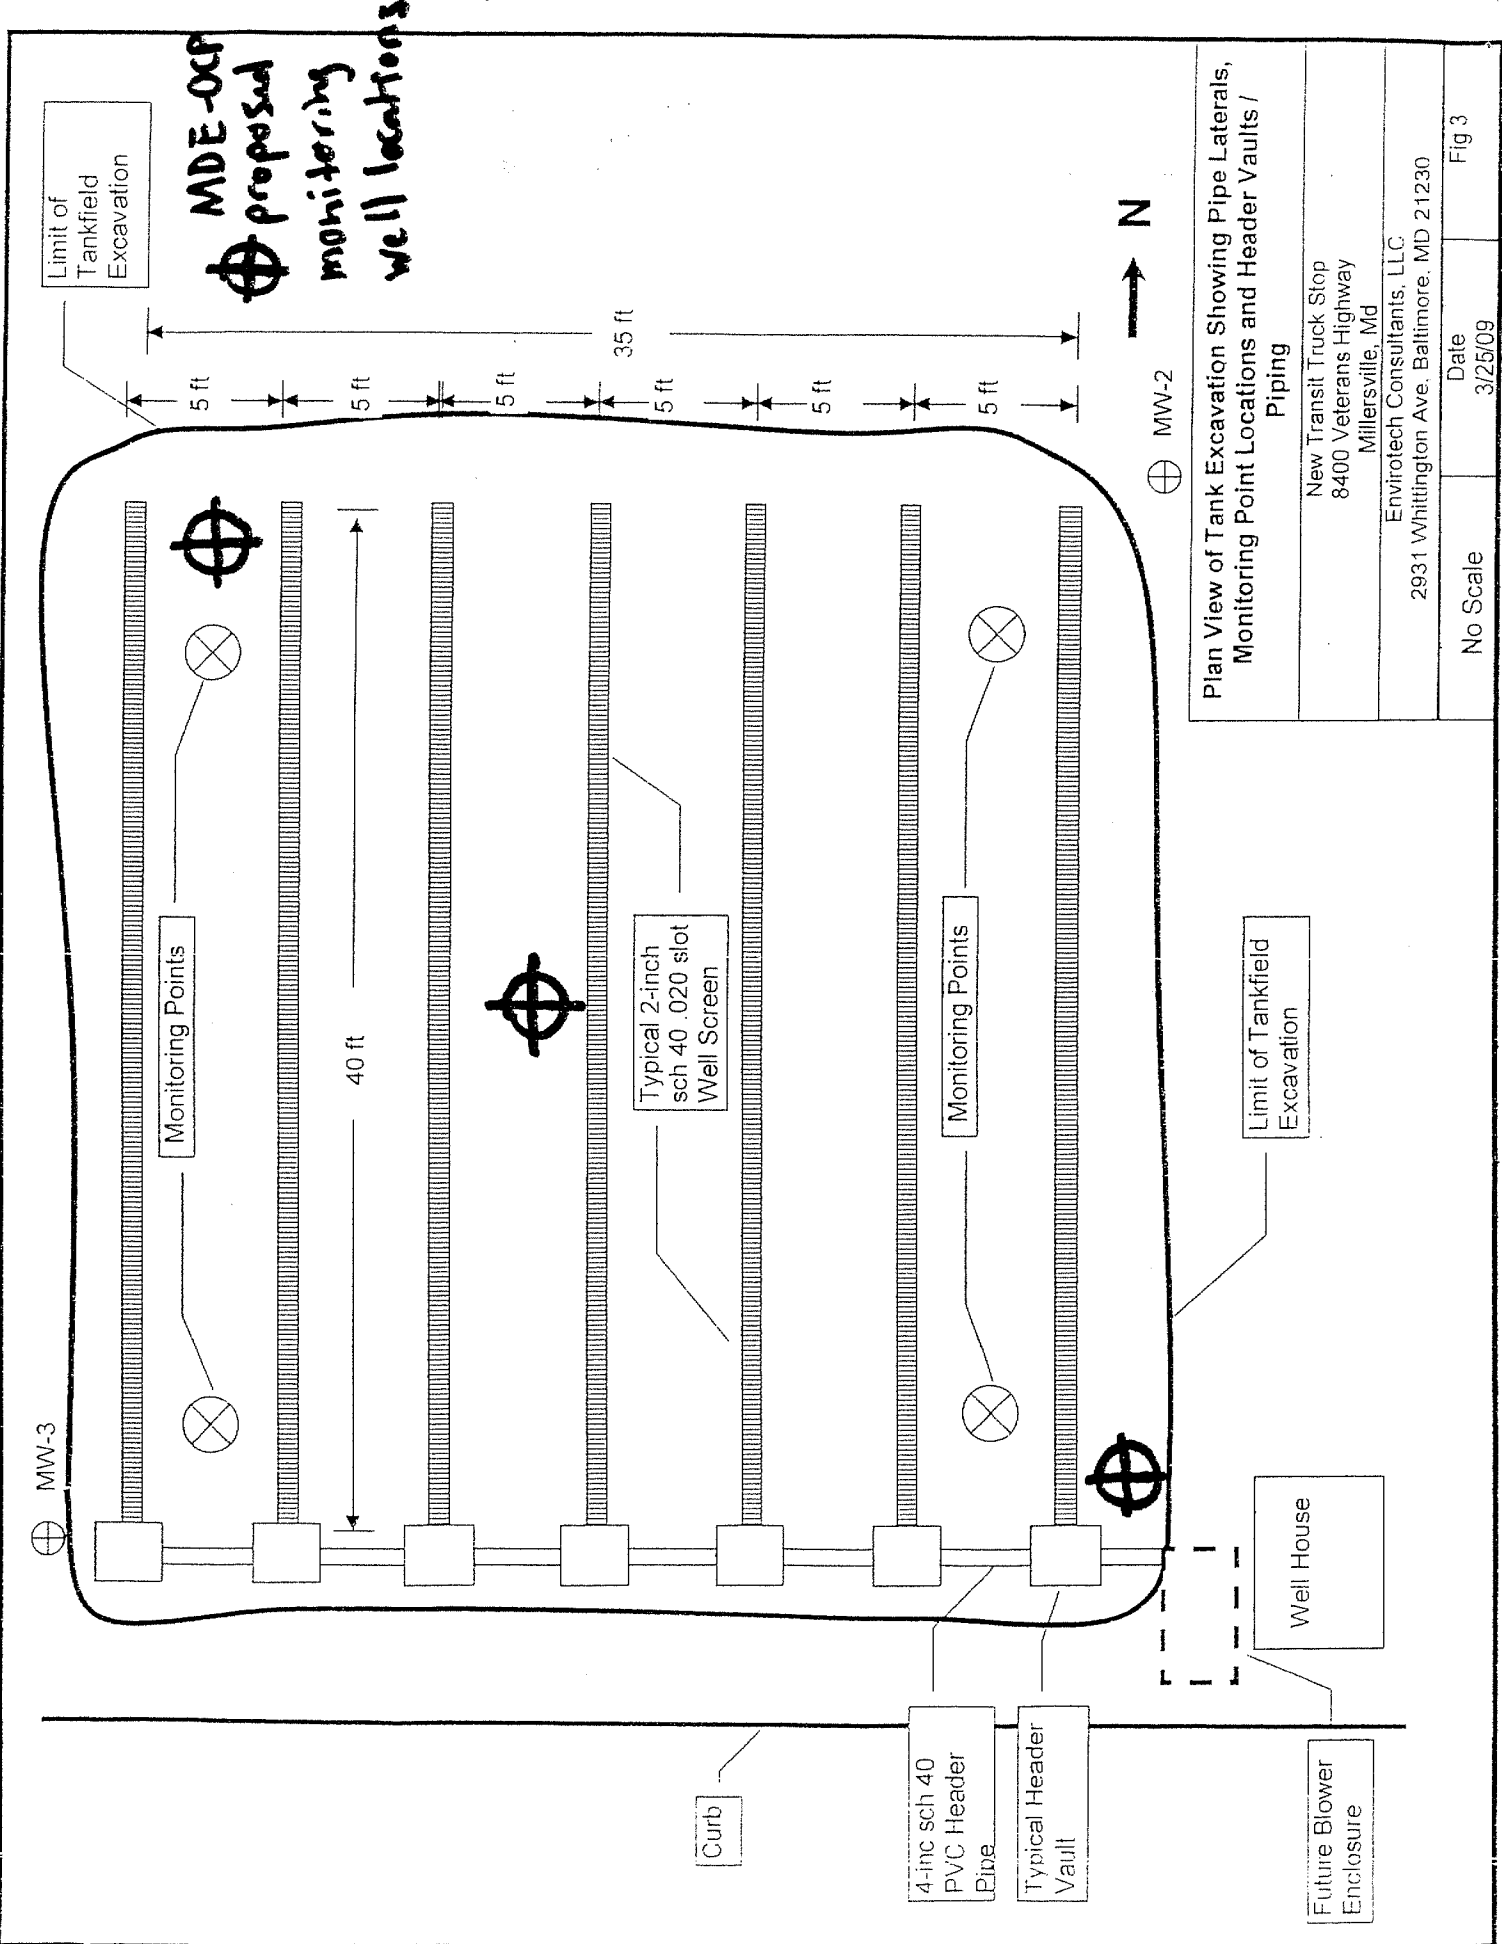 MDE-OCP
proposed
monitoring
well locations
Limit of
Tankfield
Excavation
35 ft
5 ft
5 ft
5 ft
5 ft
5 ft
5 ft
N
MW-2
MW-3
Monitoring Points
40 ft
Typical 2-inch
sch 40 .020 slot
Well Screen
Monitoring Points
Limit of Tankfield
Excavation
Well House
Curb
4-inc sch 40
PVC Header
Pipe
Typical Header
Vault
Future Blower
Enclosure
Plan View of Tank Excavation Showing Pipe Laterals,
Monitoring Point Locations and Header Vaults /
Piping
New Transit Truck Stop
8400 Veterans Highway
Millersville, Md
Envirotech Consultants, LLC
2931 Whittington Ave, Baltimore, MD 21230
No Scale
Date
3/25/09
Fig 3